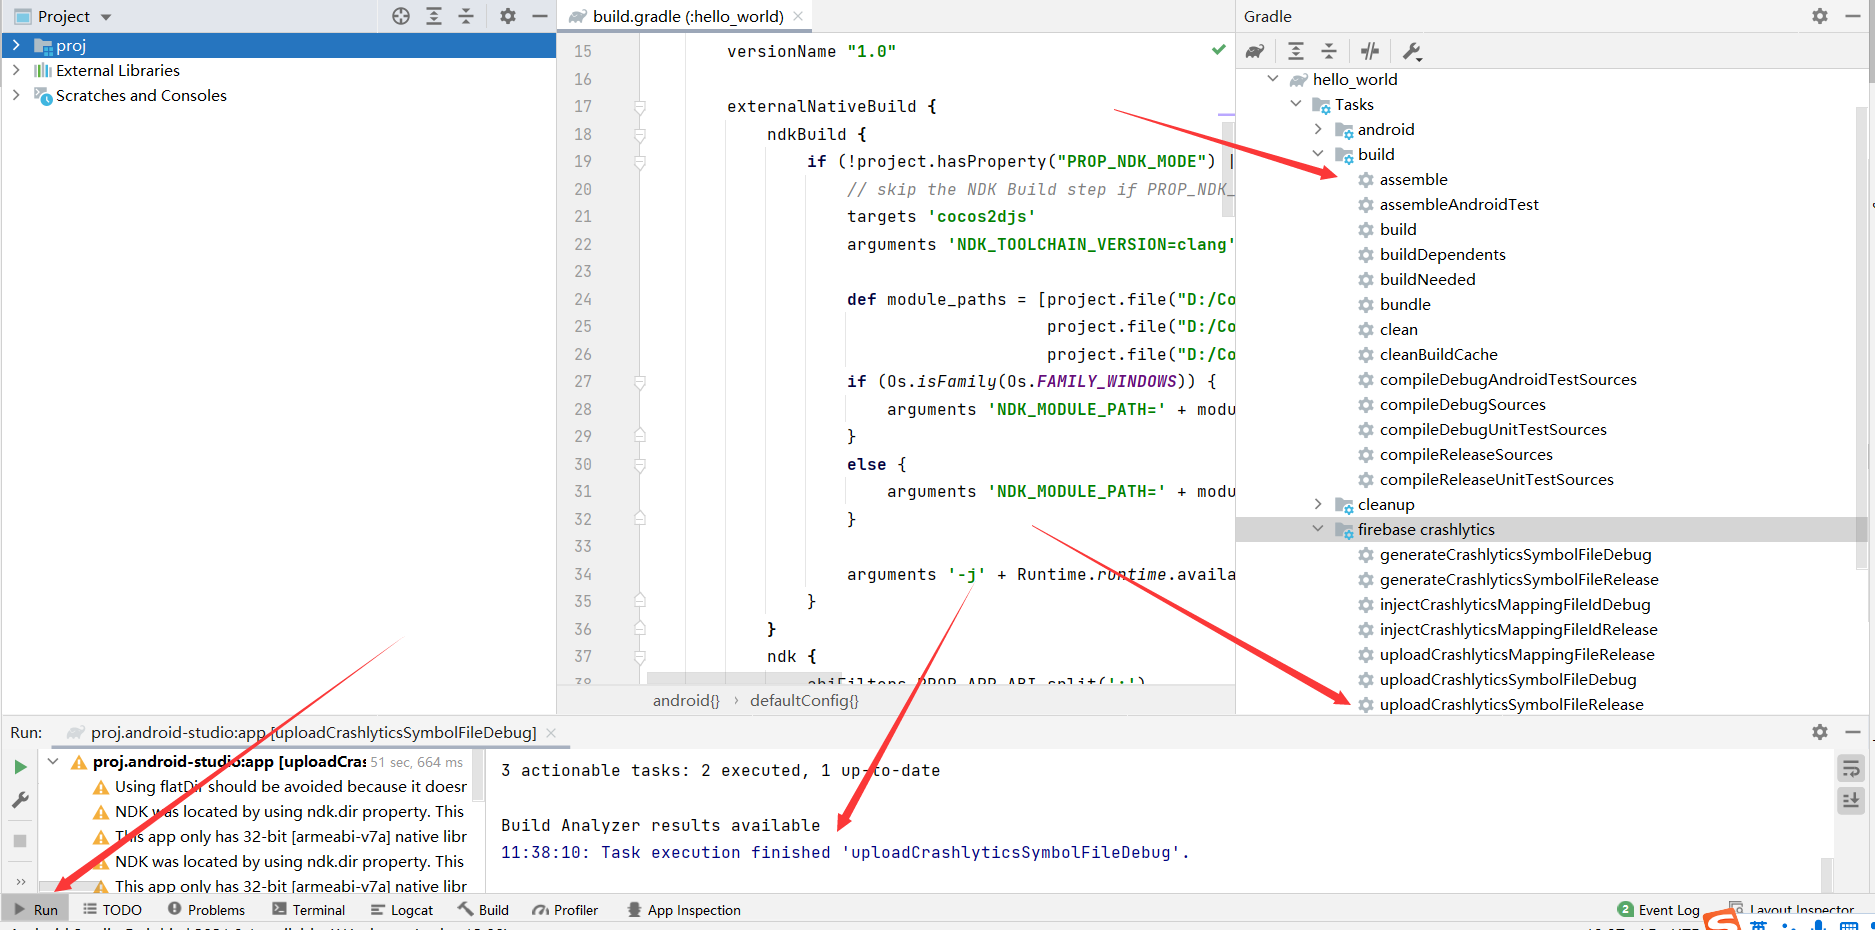 Project
proj
External Libraries
Scratches and Consoles
build.gradle (:hello_world)
15 versionName "1.0"
16
17 externalNativeBuild {
18 ndkBuild {
19 if (!project.hasProperty("PROP_NDK_MODE") |
20 // skip the NDK Build step if PROP_NDK_
21 targets 'cocos2djs'
22 arguments 'NDK_TOOLCHAIN_VERSION=clang'
23
24 def module_paths = [project.file("D:/Co
25 project.file("D:/Co
26 project.file("D:/Co
27 if (Os.isFamily(Os.FAMILY_WINDOWS)) {
28 arguments 'NDK_MODULE_PATH=' + modu
29 }
30 else {
31 arguments 'NDK_MODULE_PATH=' + modu
32 }
33
34 arguments '-j' + Runtime.runtime.availa
35 }
36 }
37 ndk {
38 abiFilters PROP_APP_ABI.split(':')
android{} › defaultConfig{}
Gradle
hello_world
Tasks
android
build
assemble
assembleAndroidTest
build
buildDependents
buildNeeded
bundle
clean
cleanBuildCache
compileDebugAndroidTestSources
compileDebugSources
compileDebugUnitTestSources
compileReleaseSources
compileReleaseUnitTestSources
cleanup
firebase crashlytics
generateCrashlyticsSymbolFileDebug
generateCrashlyticsSymbolFileRelease
injectCrashlyticsMappingFileIdDebug
injectCrashlyticsMappingFileIdRelease
uploadCrashlyticsMappingFileRelease
uploadCrashlyticsSymbolFileDebug
uploadCrashlyticsSymbolFileRelease
Run: proj.android-studio:app [uploadCrashlyticsSymbolFileDebug]
proj.android-studio:app [uploadCras 51 sec, 664 ms
Using flatDir should be avoided because it doesr
NDK was located by using ndk.dir property. This
This app only has 32-bit [armeabi-v7a] native libr
NDK was located by using ndk.dir property. This
This app only has 32-bit [armeabi-v7a] native libr
3 actionable tasks: 2 executed, 1 up-to-date
Build Analyzer results available
11:38:10: Task execution finished 'uploadCrashlyticsSymbolFileDebug'.
Run TODO Problems Terminal Logcat Build Profiler App Inspection 2 Event Log Layout Inspector
英